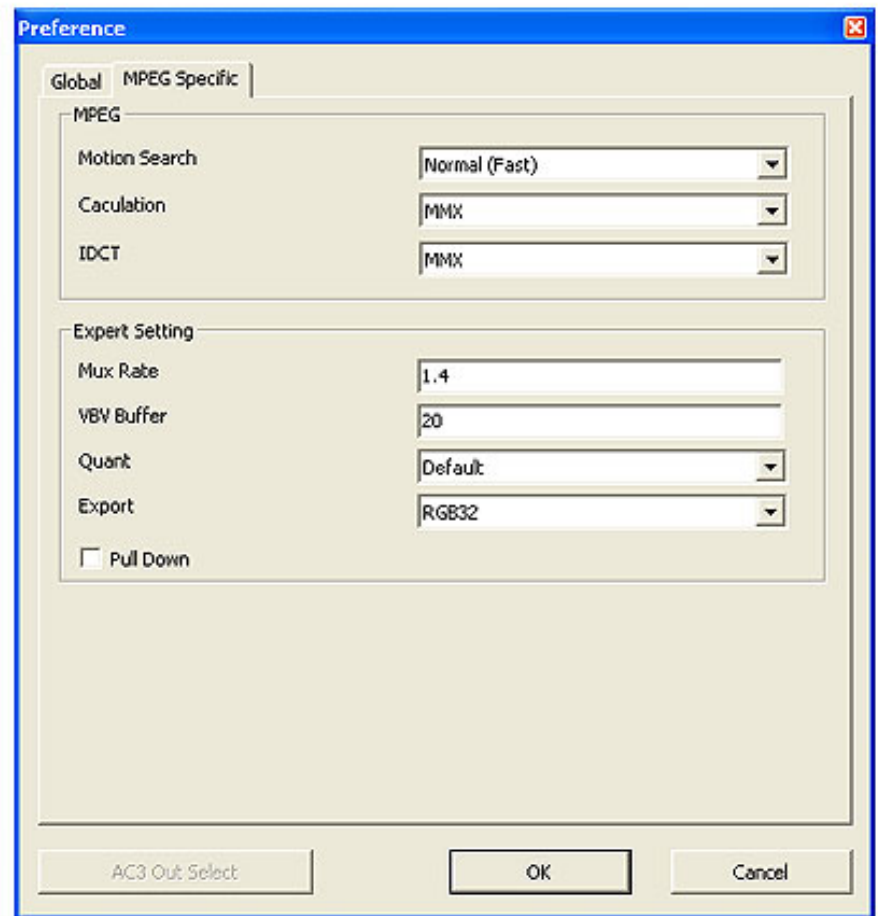 Preference
Global MPEG Specific
MPEG
Motion Search Normal (Fast)
Caculation MMX
IDCT MMX
Expert Setting
Mux Rate 1.4
VBV Buffer 20
Quant Default
Export RGB32
Pull Down
AC3 Out Select OK Cancel